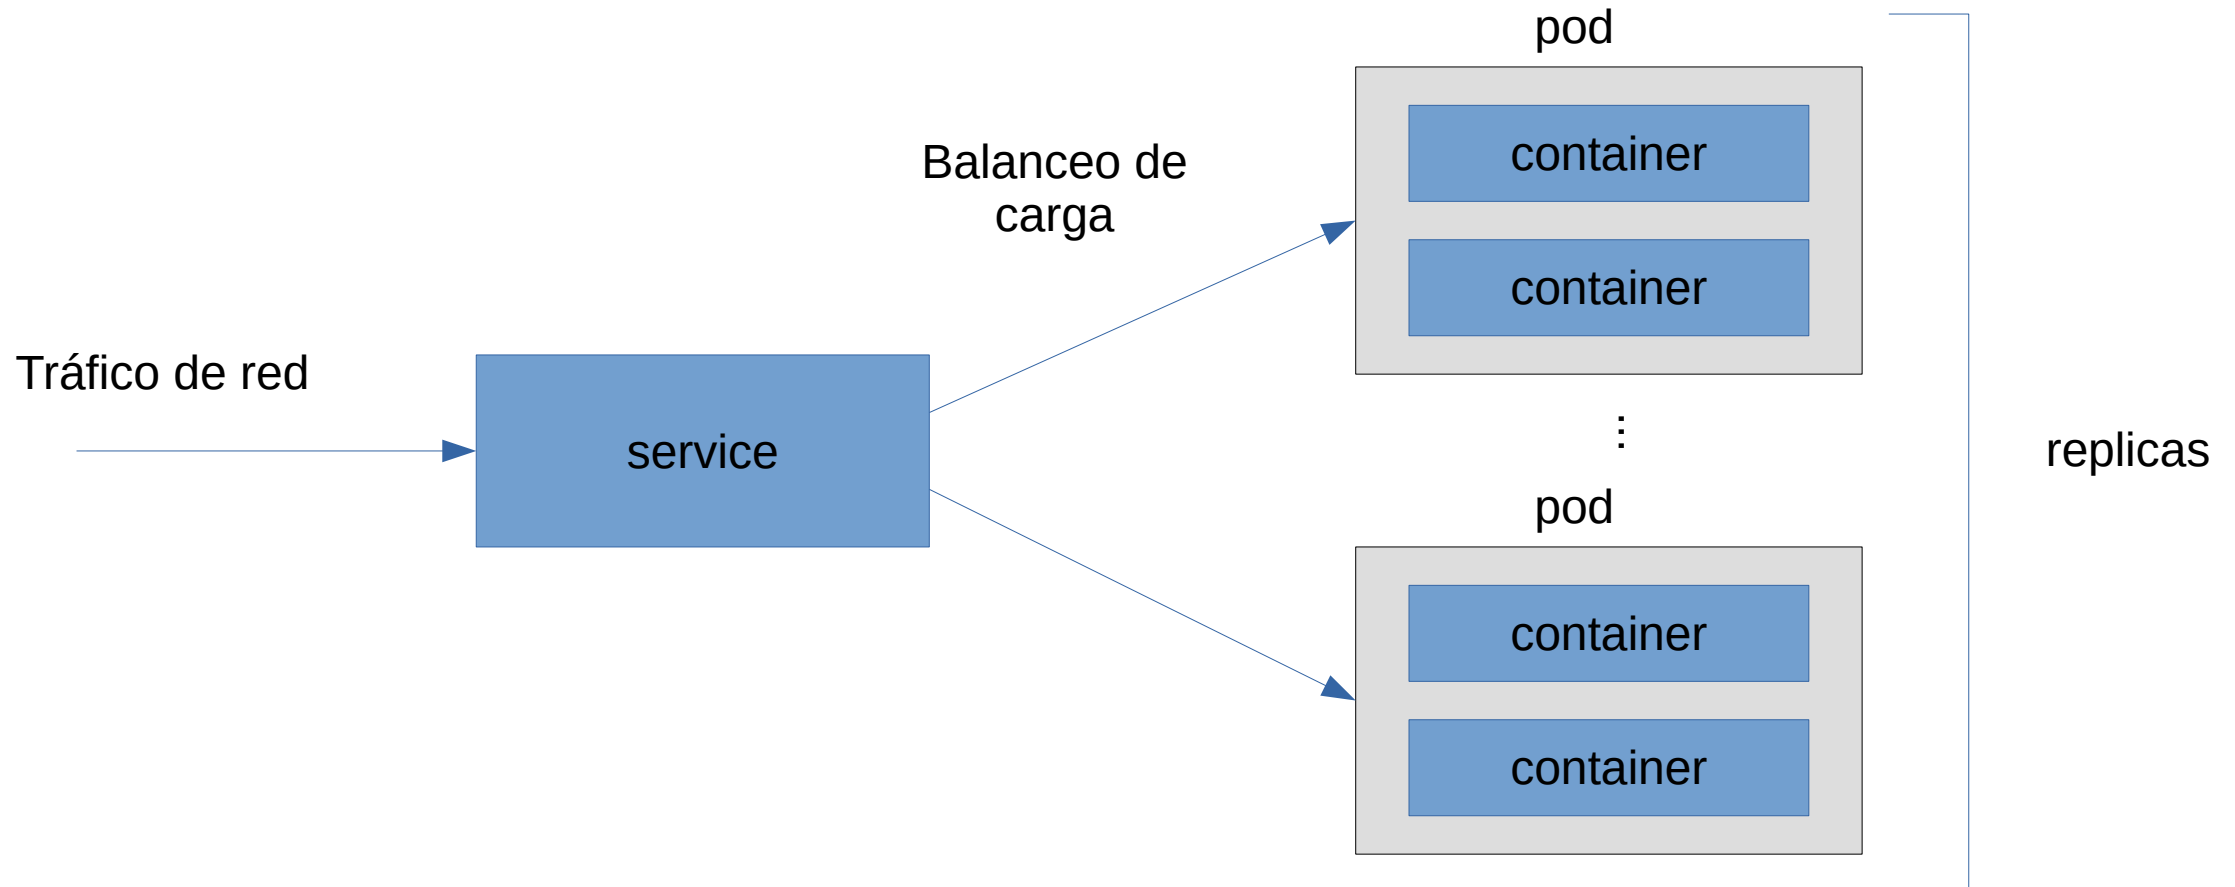 pod
container
Balanceo de
carga
container
Tráfico de red
service
...
replicas
pod
container
container